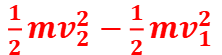 ½mv₂² − ½mv₁²